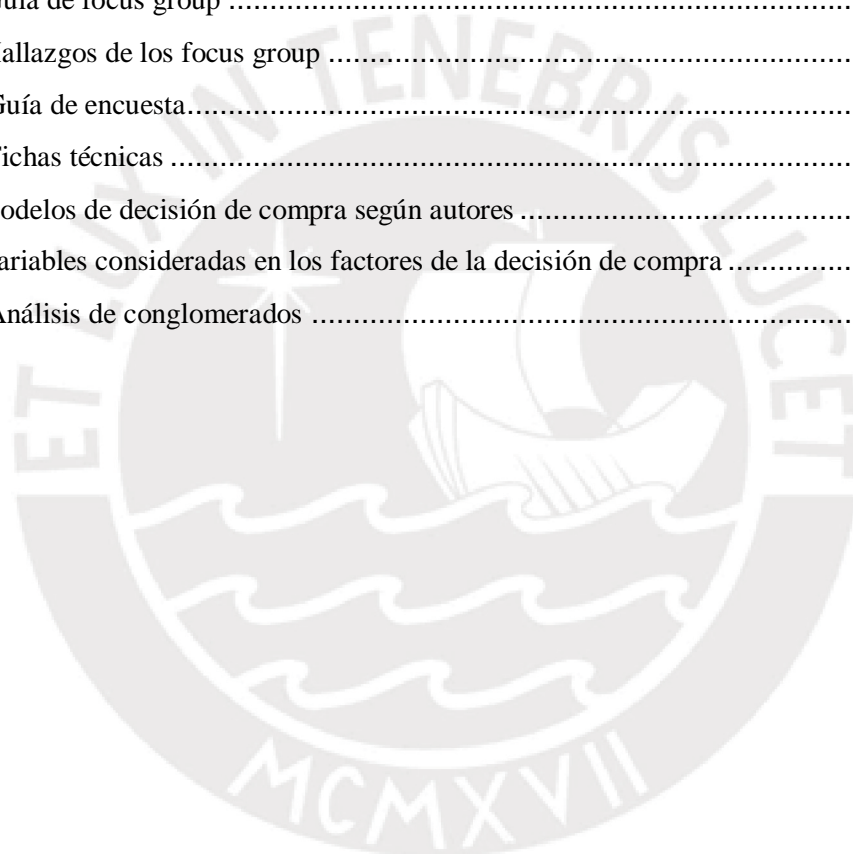 Guía de focus group ....................................................................
allazgos de los focus group ........................................................
Guía de encuesta...........................................................................
ichas técnicas ..............................................................................
odelos de decisión de compra según autores .....................................
ariables consideradas en los factores de la decisión de compra ..............
Análisis de conglomerados ............................................................
ET LUX IN TENEBRIS LUCET
MCMXVII